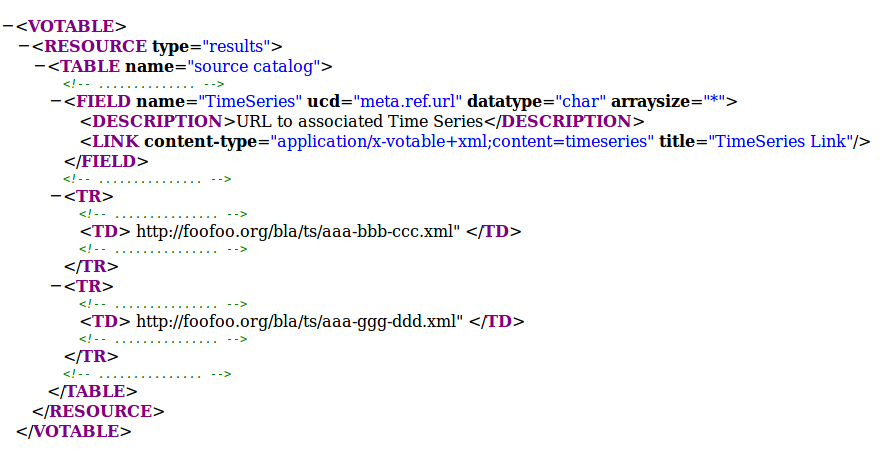 −<VOTABLE>
−<RESOURCE type="results">
−<TABLE name="source catalog">
<!-- .............. -->
−<FIELD name="TimeSeries" ucd="meta.ref.url" datatype="char" arraysize="*">
<DESCRIPTION>URL to associated Time Series</DESCRIPTION>
<LINK content-type="application/x-votable+xml;content=timeseries" title="TimeSeries Link"/>
</FIELD>
<!-- ............... -->
−<TR>
<!-- ............... -->
<TD> http://foofoo.org/bla/ts/aaa-bbb-ccc.xml" </TD>
<!-- ............... -->
</TR>
−<TR>
<!-- ............... -->
<TD> http://foofoo.org/bla/ts/aaa-ggg-ddd.xml" </TD>
<!-- ............... -->
</TR>
<!-- ............... -->
</TABLE>
</RESOURCE>
</VOTABLE>